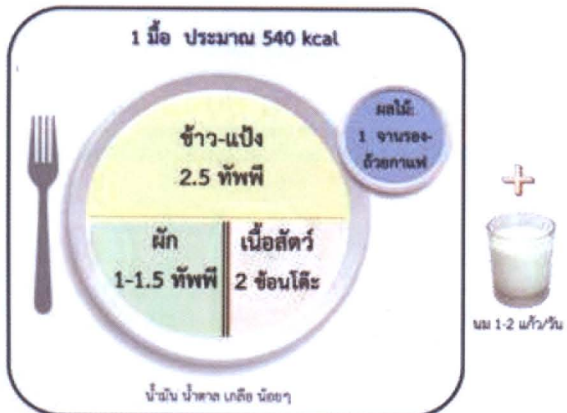 1 มื้อ ประมาณ 540 kcal
ข้าว-แป้ง
2.5 ทัพพี
ผลไม้:
1 จานรอง-
ถ้วยกาแฟ
ผัก
1-1.5 ทัพพี
เนื้อสัตว์
2 ช้อนโต๊ะ
นม 1-2 แก้ว/วัน
น้ำมัน น้ำตาล เกลือ น้อยๆ